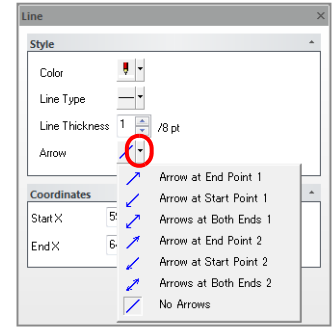 Line
Style
Color
Line Type
Line Thickness 1 /8 pt
Arrow
Arrow at End Point 1
Coordinates
Arrow at Start Point 1
Start X 5
Arrows at Both Ends 1
Arrow at End Point 2
End X 6
Arrow at Start Point 2
Arrows at Both Ends 2
No Arrows